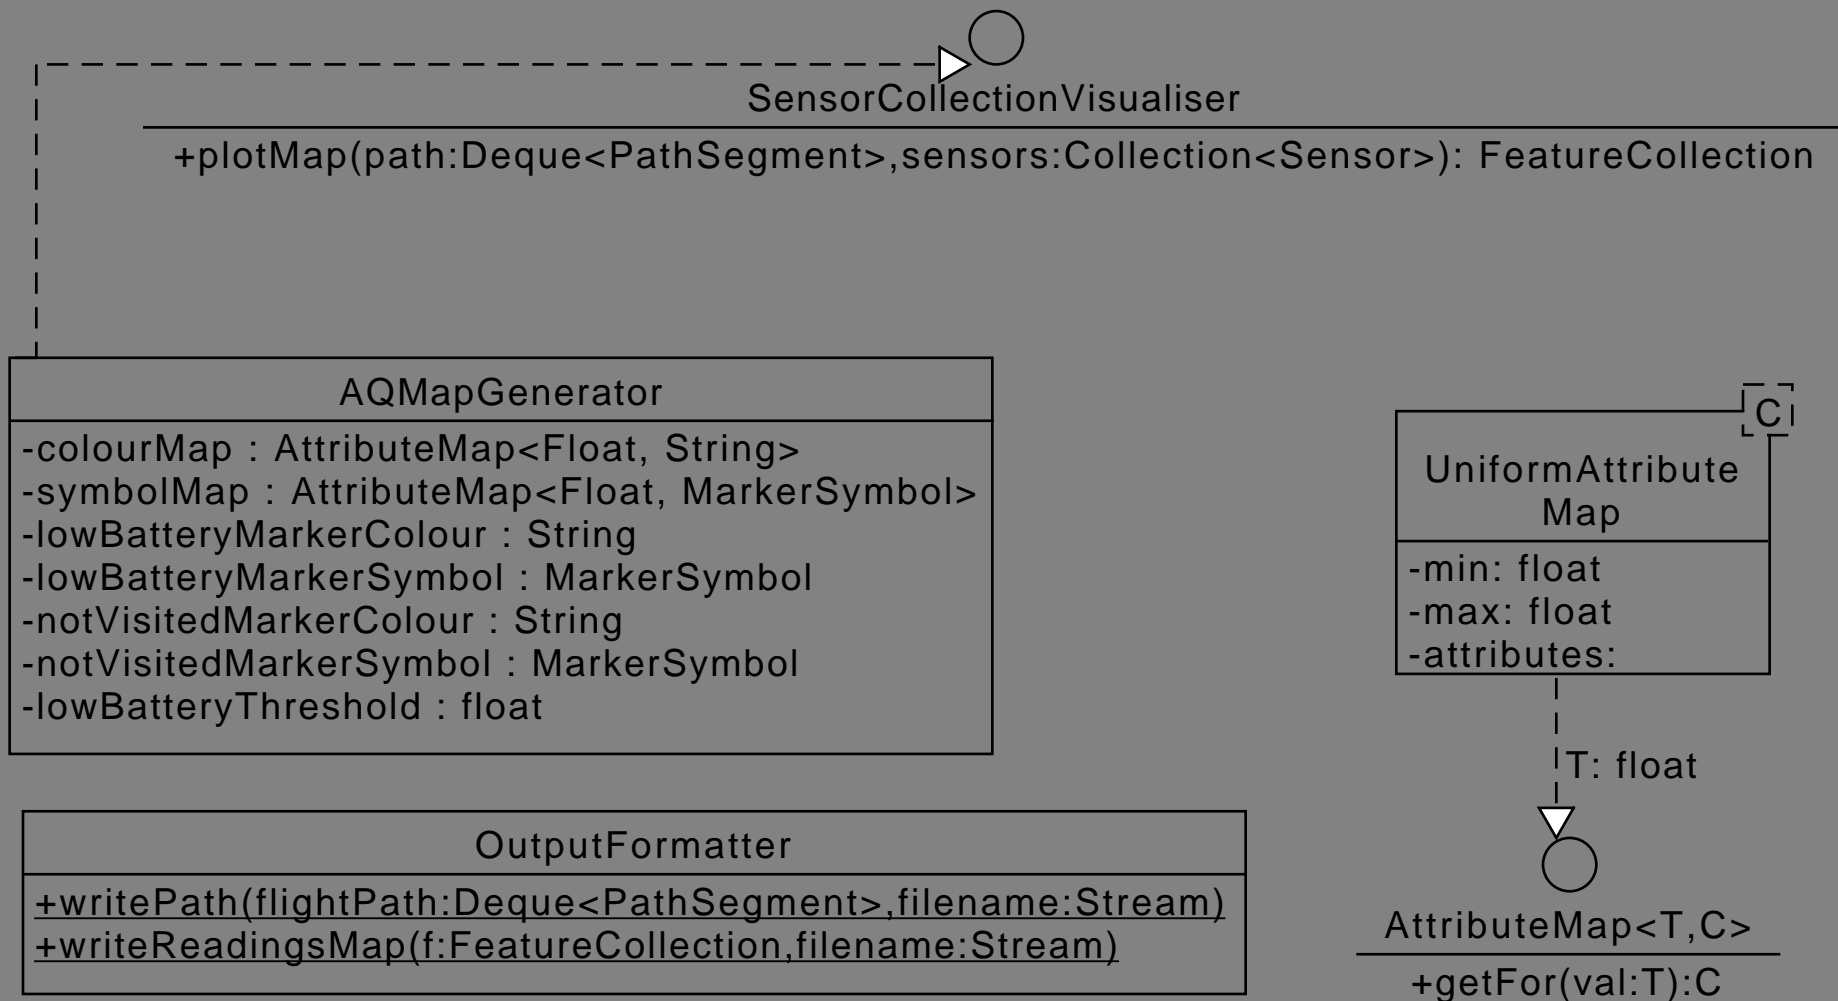 SensorCollectionVisualiser
+plotMap(path:Deque<PathSegment>,sensors:Collection<Sensor>): FeatureCollection
AQMapGenerator
-colourMap : AttributeMap<Float, String>
-symbolMap : AttributeMap<Float, MarkerSymbol>
-lowBatteryMarkerColour : String
-lowBatteryMarkerSymbol : MarkerSymbol
-notVisitedMarkerColour : String
-notVisitedMarkerSymbol : MarkerSymbol
-lowBatteryThreshold : float
C
UniformAttribute
Map
-min: float
-max: float
-attributes:
T: float
OutputFormatter
+writePath(flightPath:Deque<PathSegment>,filename:Stream)
+writeReadingsMap(f:FeatureCollection,filename:Stream)
AttributeMap<T,C>
+getFor(val:T):C